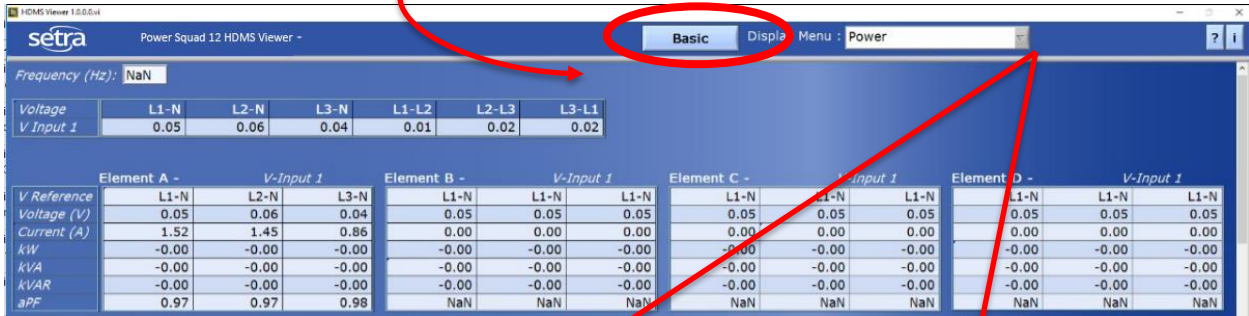 HDMS Viewer 1.0.0.0.vi
setra Power Squad 12 HDMS Viewer - Basic Display Menu : Power ? i
Frequency (Hz): NaN
Voltage L1-N L2-N L3-N L1-L2 L2-L3 L3-L1
V Input 1 0.05 0.06 0.04 0.01 0.02 0.02
Element A - V-Input 1 Element B - V-Input 1 Element C - V-Input 1 Element D - V-Input 1
V Reference L1-N L2-N L3-N L1-N L1-N L1-N L1-N L1-N L1-N L1-N L1-N L1-N
Voltage (V) 0.05 0.06 0.04 0.05 0.05 0.05 0.05 0.05 0.05 0.05 0.05 0.05
Current (A) 1.52 1.45 0.86 0.00 0.00 0.00 0.00 0.00 0.00 0.00 0.00 0.00
kW -0.00 -0.00 -0.00 -0.00 -0.00 -0.00 -0.00 -0.00 -0.00 -0.00 -0.00 -0.00
kVA -0.00 -0.00 -0.00 -0.00 -0.00 -0.00 -0.00 -0.00 -0.00 -0.00 -0.00 -0.00
kVAR -0.00 -0.00 -0.00 -0.00 -0.00 -0.00 -0.00 -0.00 -0.00 -0.00 -0.00 -0.00
aPF 0.97 0.97 0.98 NaN NaN NaN NaN NaN NaN NaN NaN NaN